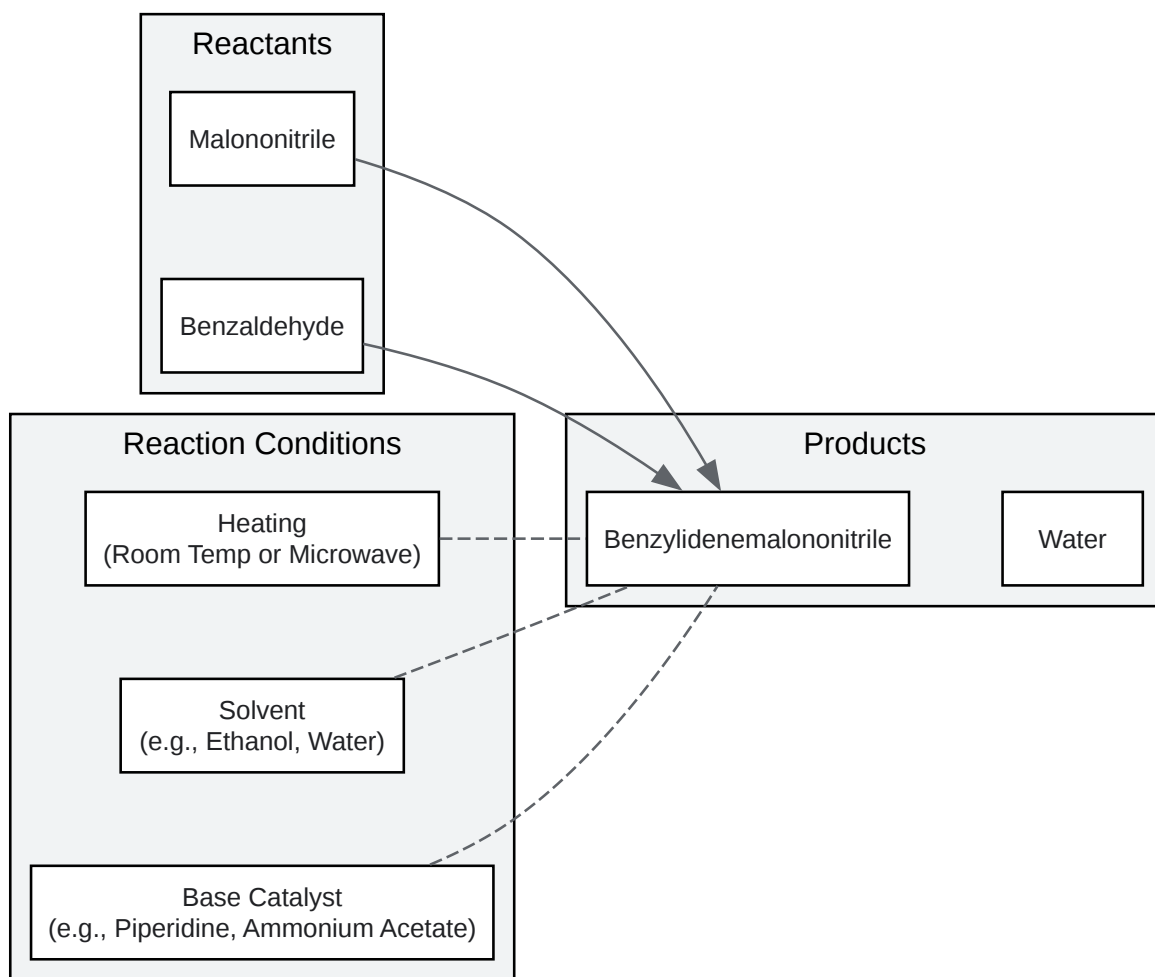 Reactants
Malononitrile
Benzaldehyde
Reaction Conditions
Heating
(Room Temp or Microwave)
Solvent
(e.g., Ethanol, Water)
Base Catalyst
(e.g., Piperidine, Ammonium Acetate)
Products
Benzylidenemalononitrile
Water